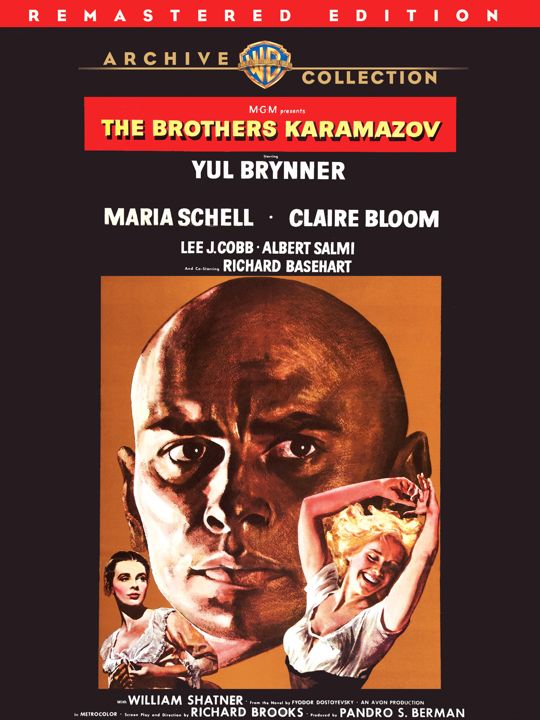 REMASTERED EDITION
ARCHIVE
WB
COLLECTION
MGM presents
THE BROTHERS KARAMAZOV
Starring
YUL BRYNNER
MARIA SCHELL · CLAIRE BLOOM
LEE J. COBB · ALBERT SALMI
And Co-Starring RICHARD BASEHART
With WILLIAM SHATNER · From the Novel by FYODOR DOSTOYEVSKY · AN AVON PRODUCTION
In METROCOLOR · Screen Play and Direction by RICHARD BROOKS · Produced by PANDRO S. BERMAN